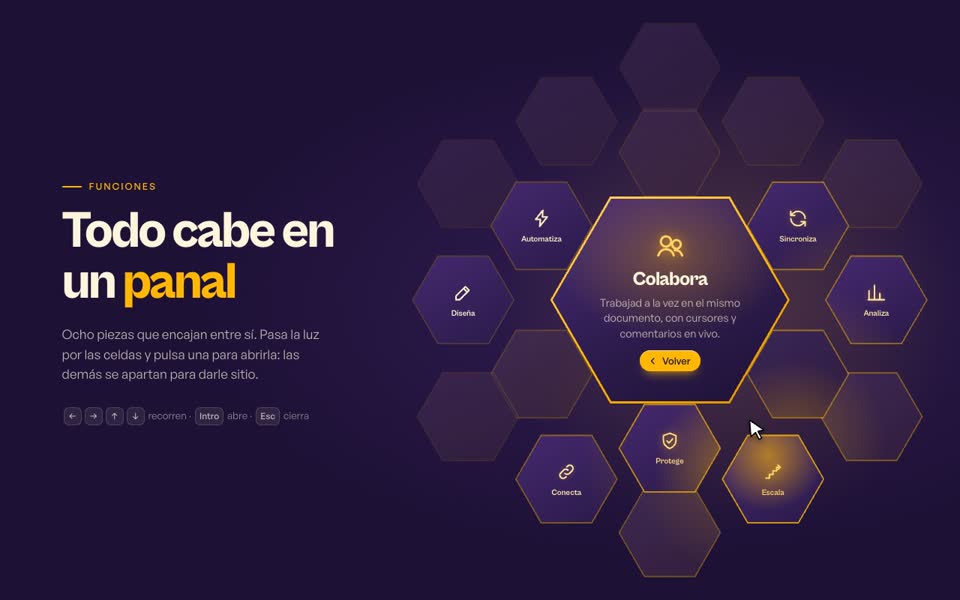 FUNCIONES
Todo cabe en
un panal
Ocho piezas que encajan entre sí. Pasa la luz
por las celdas y pulsa una para abrirla: las
demás se apartan para darle sitio.
← → ↑ ↓ recorren · Intro abre · Esc cierra
Automatiza
Sincroniza
Diseña
Colabora
Trabajad a la vez en el mismo
documento, con cursores y
comentarios en vivo.
Volver
Analiza
Protege
Conecta
Escala